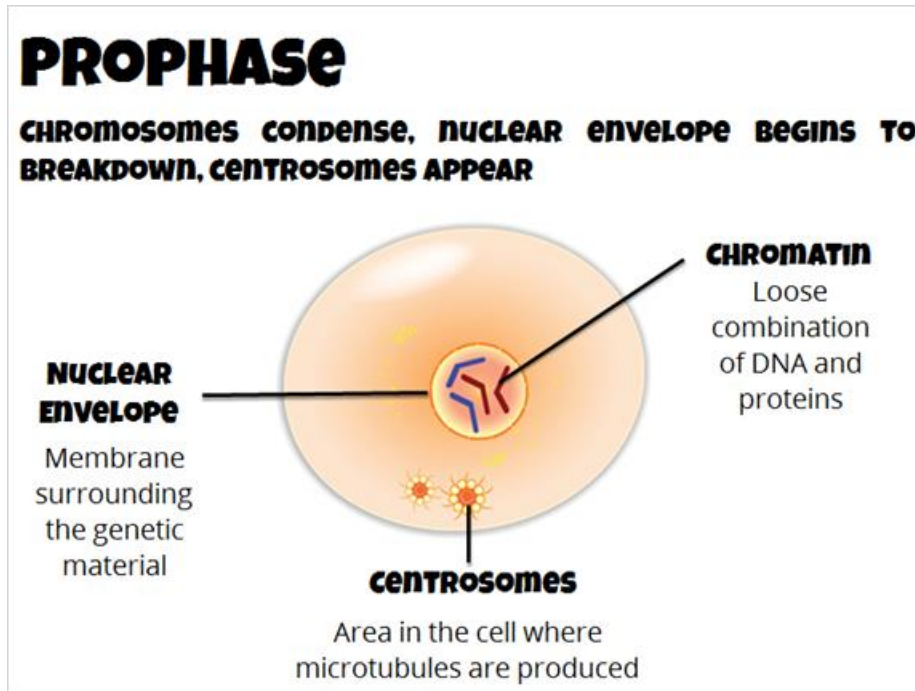 PROPHASE
CHROMOSOMES CONDENSE, NUCLEAR ENVELOPE BEGINS TO
BREAKDOWN, CENTROSOMES APPEAR
CHROMATIN
Loose
combination
of DNA and
proteins
NUCLEAR
ENVELOPE
Membrane
surrounding
the genetic
material
CENTROSOMES
Area in the cell where
microtubules are produced